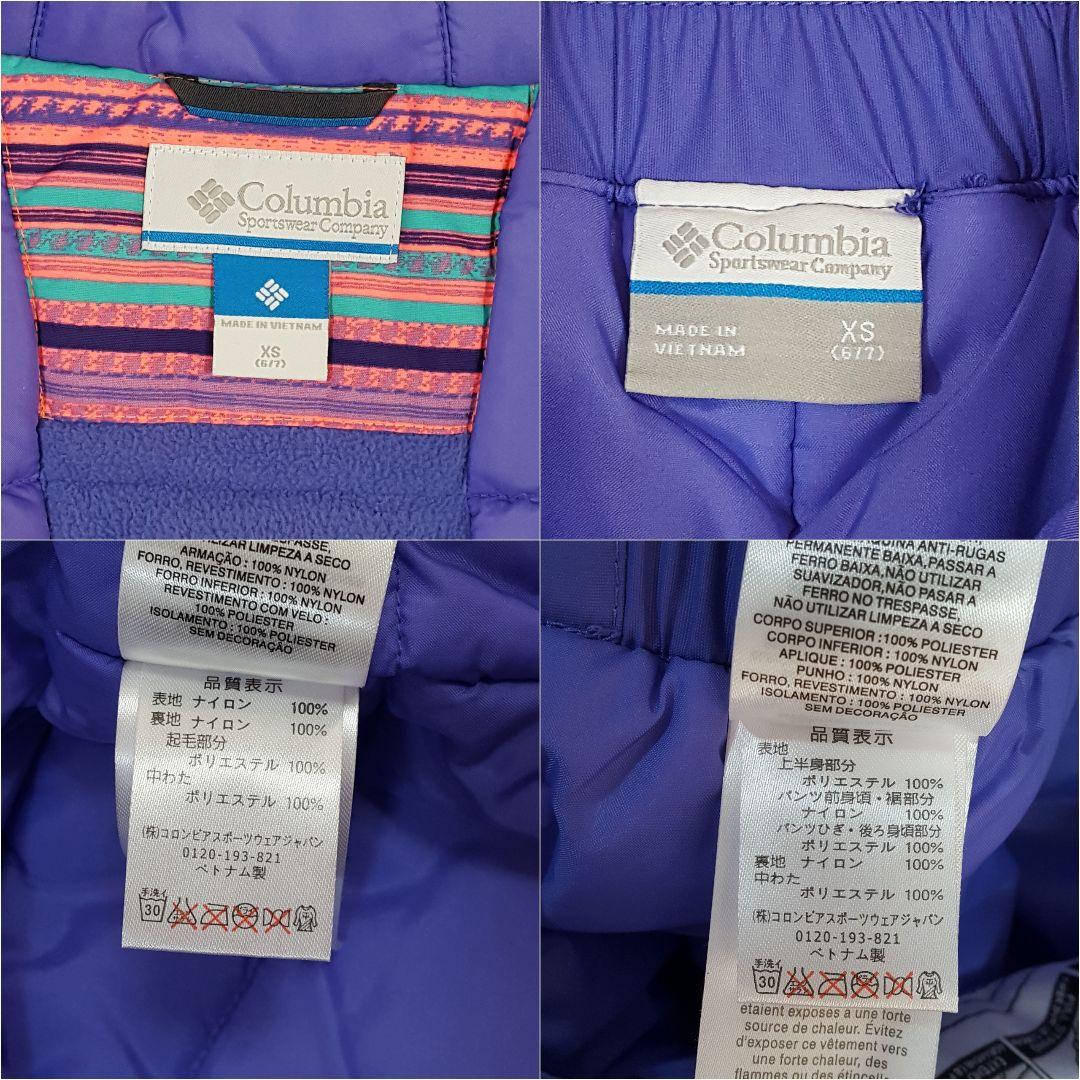 Columbia
Sportswear Company
MADE IN VIETNAM
XS
(6/7)
Columbia
Sportswear Company
MADE IN
VIETNAM
XS
(6/7)
UTILIZAR LIMPEZA A SECO
ARMAÇÃO : 100% NYLON
FORRO, REVESTIMENTO : 100% NYLON
FORRO INFERIOR : 100% NYLON
REVESTIMENTO COM VELO :
100% POLIESTER
ISOLAMENTO : 100% POLIESTER
SEM DECORAÇÃO
品質表示
表地 ナイロン 100%
裏地 ナイロン 100%
起毛部分
ポリエステル 100%
中わた
ポリエステル 100%
(株)コロンビアスポーツウェアジャパン
0120-193-821
ベトナム製
手洗イ
30
ANTI-RUGAS
PERMANENTE BAIXA,PASSAR A
FERRO BAIXA,NÃO UTILIZAR
SUAVIZADOR,NÃO PASAR A
FERRO NO TRESPASSE,
NÃO UTILIZAR LIMPEZA A SECO
CORPO SUPERIOR : 100% POLIESTER
CORPO INFERIOR : 100% NYLON
APLIQUE : 100% POLIESTER
PUNHO : 100% NYLON
FORRO, REVESTIMENTO : 100% NYLON
ISOLAMENTO : 100% POLIESTER
SEM DECORAÇÃO
品質表示
表地
上半身部分
ポリエステル 100%
パンツ前身頃・裾部分
ナイロン 100%
パンツひざ・後ろ身頃部分
ポリエステル 100%
裏地 ナイロン 100%
中わた
ポリエステル 100%
(株)コロンビアスポーツウェアジャパン
0120-193-821
ベトナム製
手洗イ
30
étaient exposés à une forte
source de chaleur. Évitez
d'exposer ce vêtement vers
une forte chaleur, des
flammes ou des